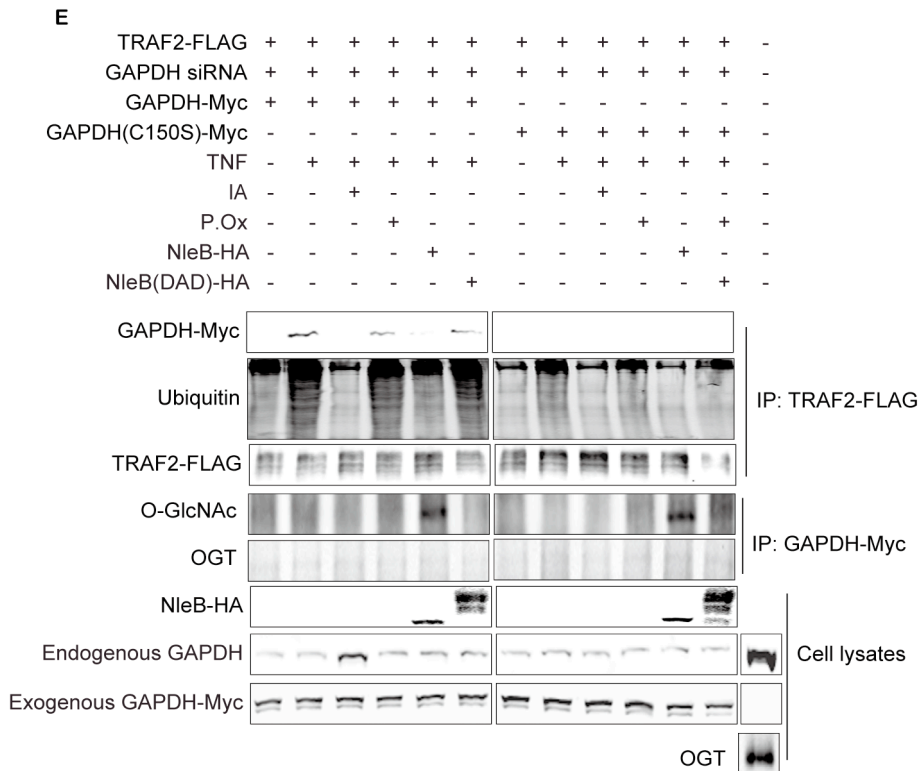 E
TRAF2-FLAG + + + + + + + + + + + + -
GAPDH siRNA + + + + + + + + + + + + -
GAPDH-Myc + + + + + + - - - - - - -
GAPDH(C150S)-Myc - - - - - - + + + + + + -
TNF - + + + + + - + + + + + -
IA - - + - - - - - + - - - -
P.Ox - - - + - - - - - + - + -
NleB-HA - - - - + - - - - - + - -
NleB(DAD)-HA - - - - - + - - - - - + -
GAPDH-Myc
Ubiquitin
IP: TRAF2-FLAG
TRAF2-FLAG
O-GlcNAc
IP: GAPDH-Myc
OGT
NleB-HA
Endogenous GAPDH
Cell lysates
Exogenous GAPDH-Myc
OGT